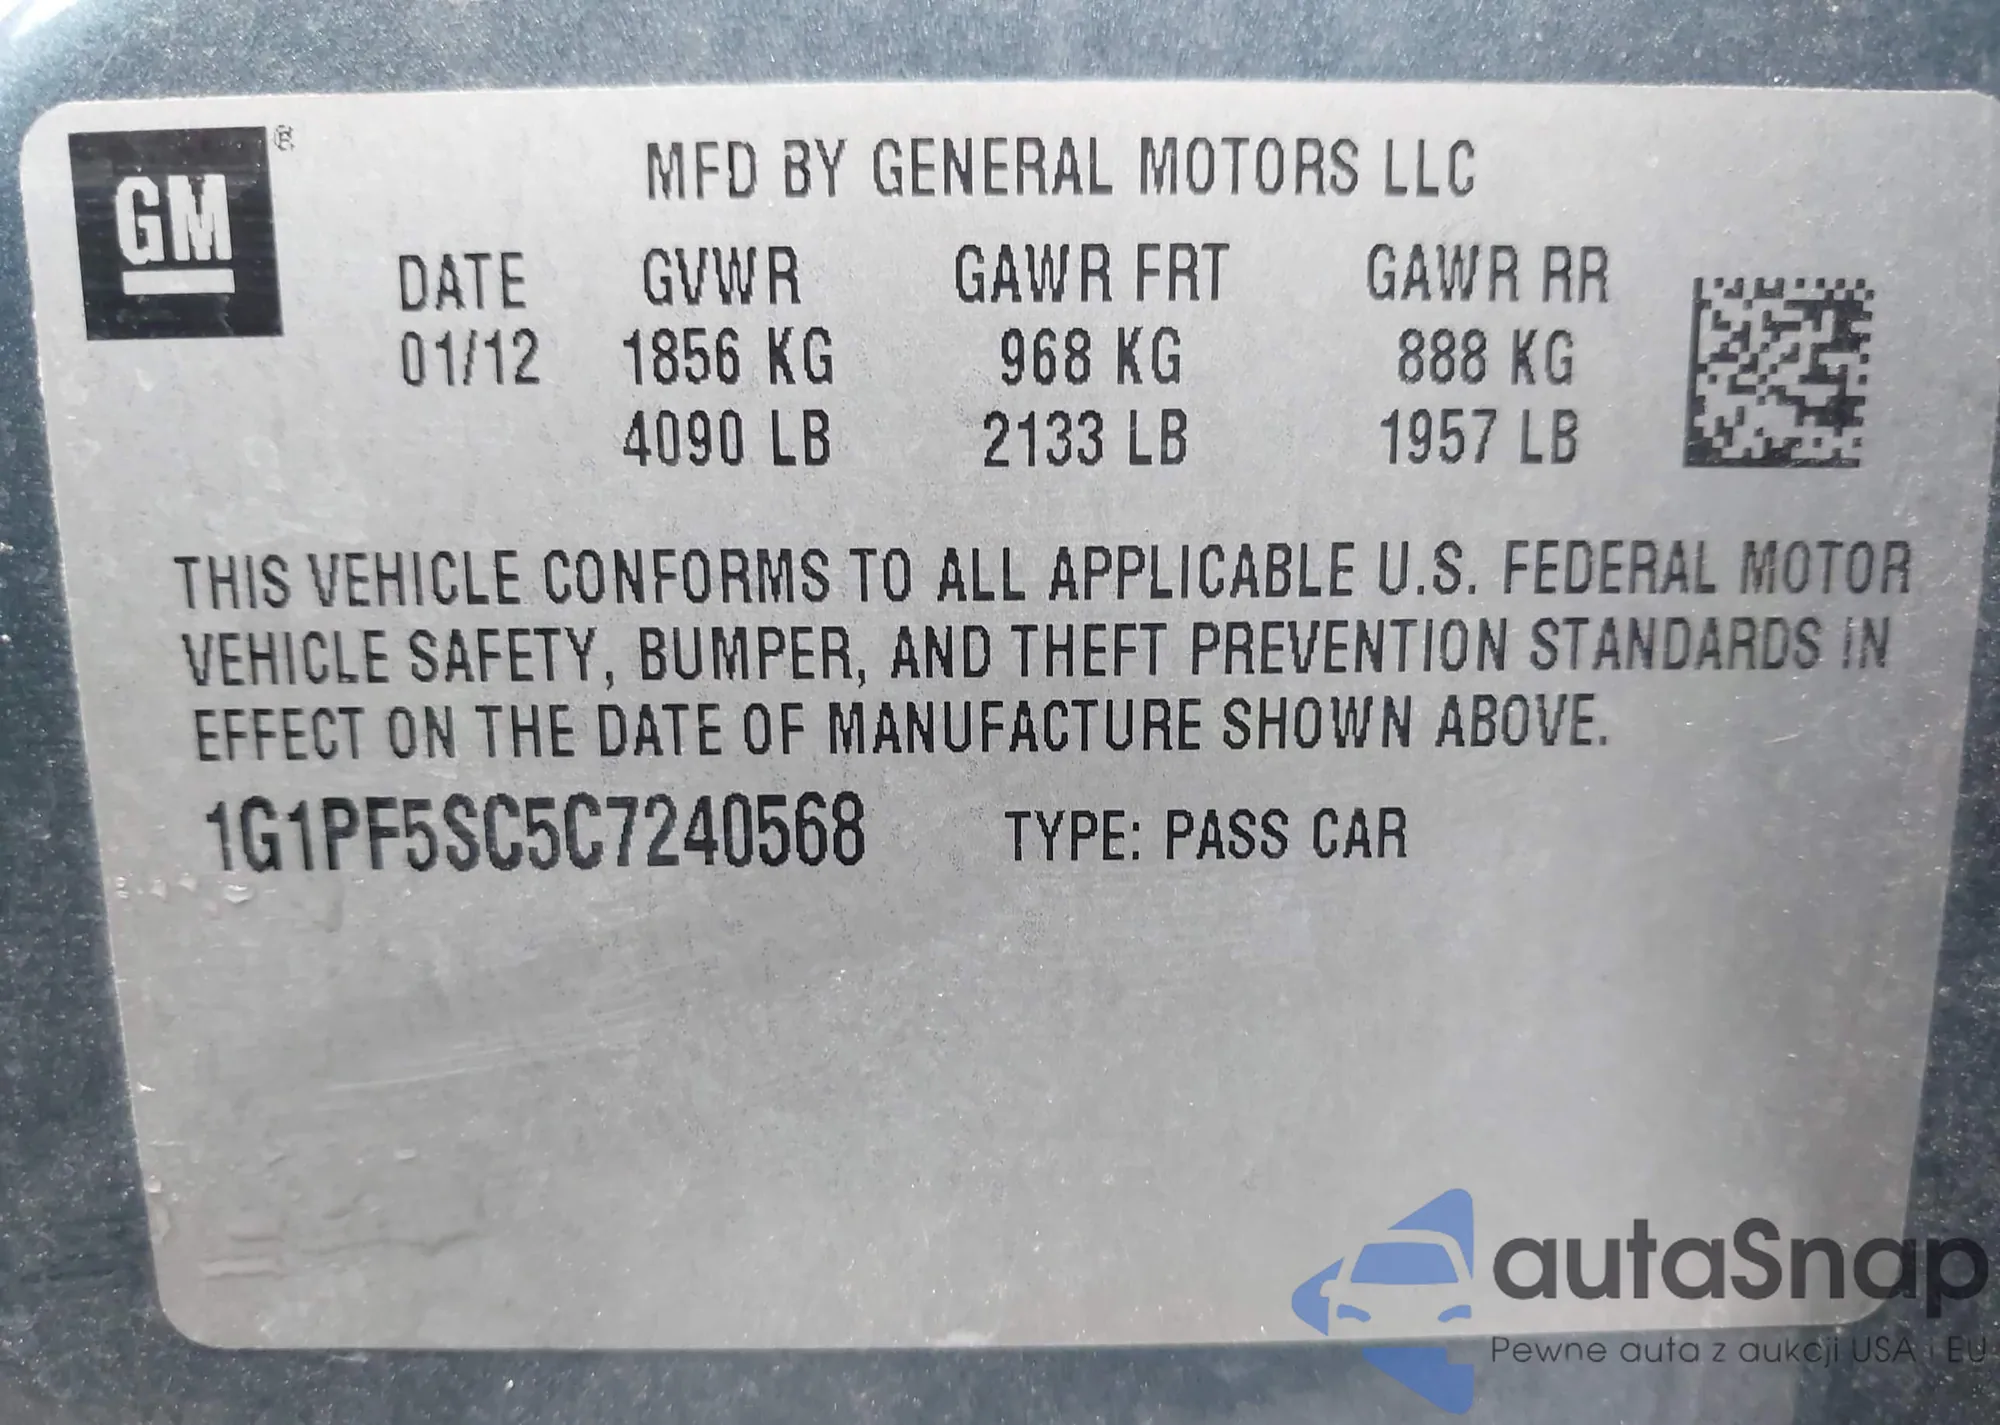 GM ®
MFD BY GENERAL MOTORS LLC
DATE GVWR GAWR FRT GAWR RR
01/12 1856 KG 968 KG 888 KG
4090 LB 2133 LB 1957 LB
THIS VEHICLE CONFORMS TO ALL APPLICABLE U.S. FEDERAL MOTOR
VEHICLE SAFETY, BUMPER, AND THEFT PREVENTION STANDARDS IN
EFFECT ON THE DATE OF MANUFACTURE SHOWN ABOVE.
1G1PF5SC5C7240568 TYPE: PASS CAR
autaSnap
Pewne auta z aukcji USA i EU